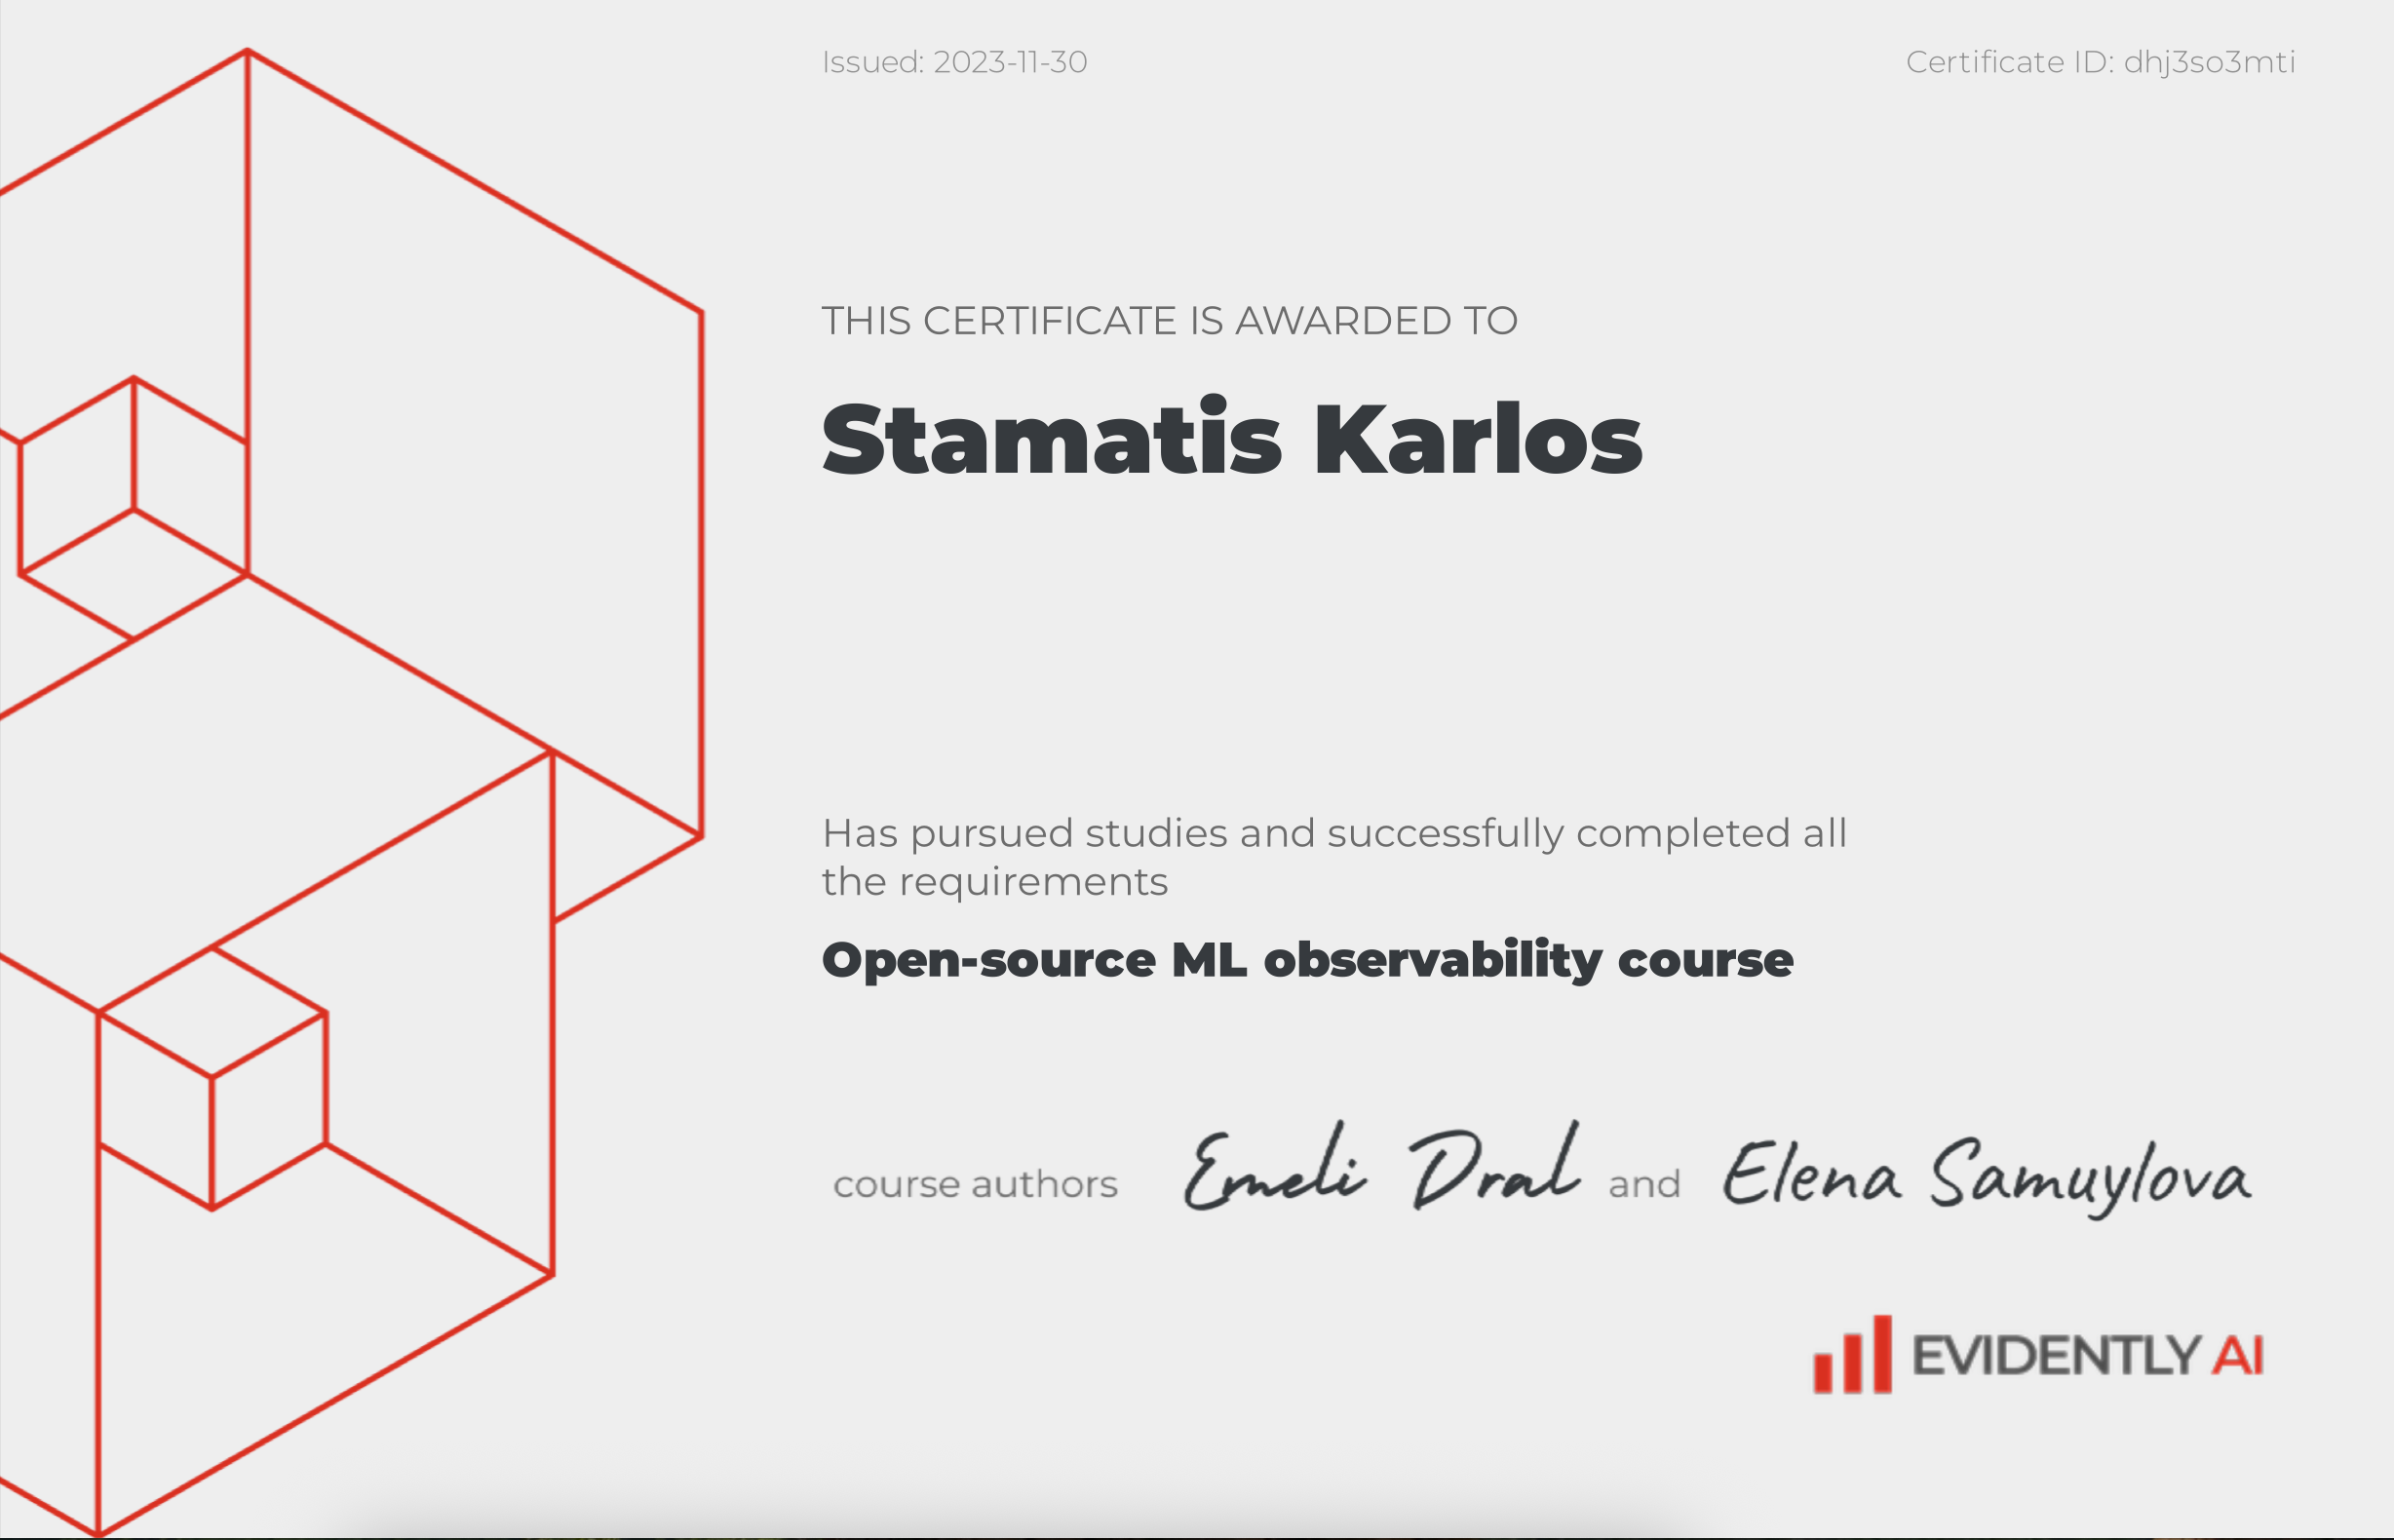 Issued: 2023-11-30
Certificate ID: dhj3so3mti
THIS CERTIFICATE IS AWARDED TO
Stamatis Karlos
Has pursued studies and successfully completed all
the requirements
Open-source ML observability course
course authors Emeli Dral and Elena Samuylova
EVIDENTLY AI